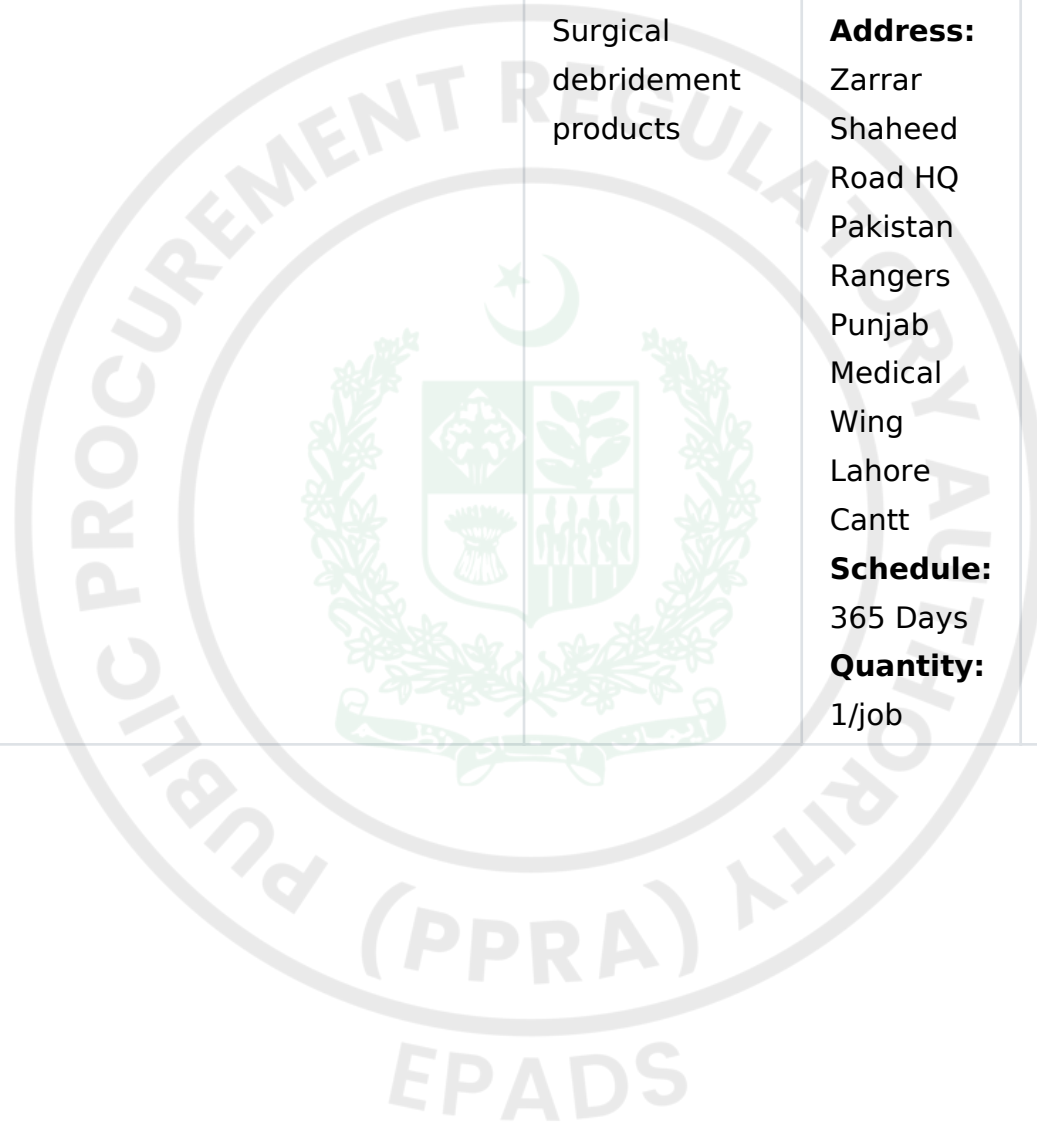 Surgical
debridement
products
Address:
Zarrar
Shaheed
Road HQ
Pakistan
Rangers
Punjab
Medical
Wing
Lahore
Cantt
Schedule:
365 Days
Quantity:
1/job
PUBLIC PROCUREMENT REGULATORY AUTHORITY
(PPRA)
EPADS